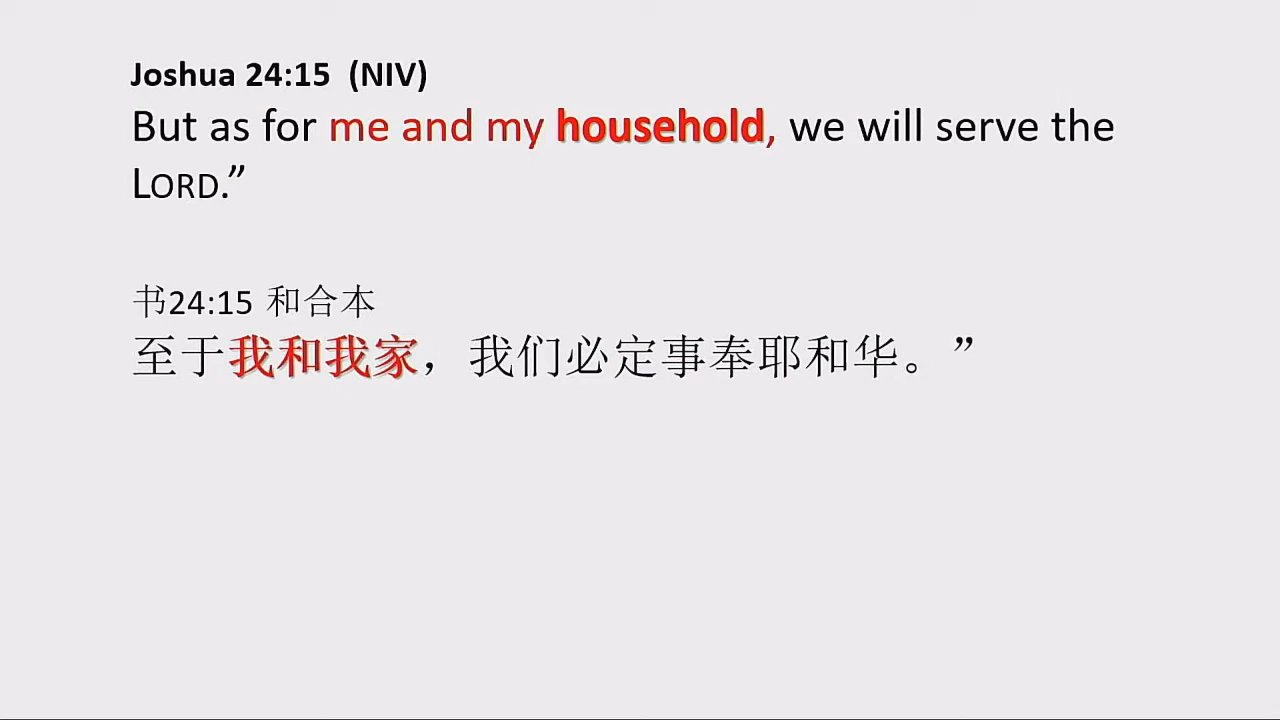 Joshua 24:15  (NIV)
But as for me and my household, we will serve the
LORD.”
书24:15 和合本
至于我和我家，我们必定事奉耶和华。”